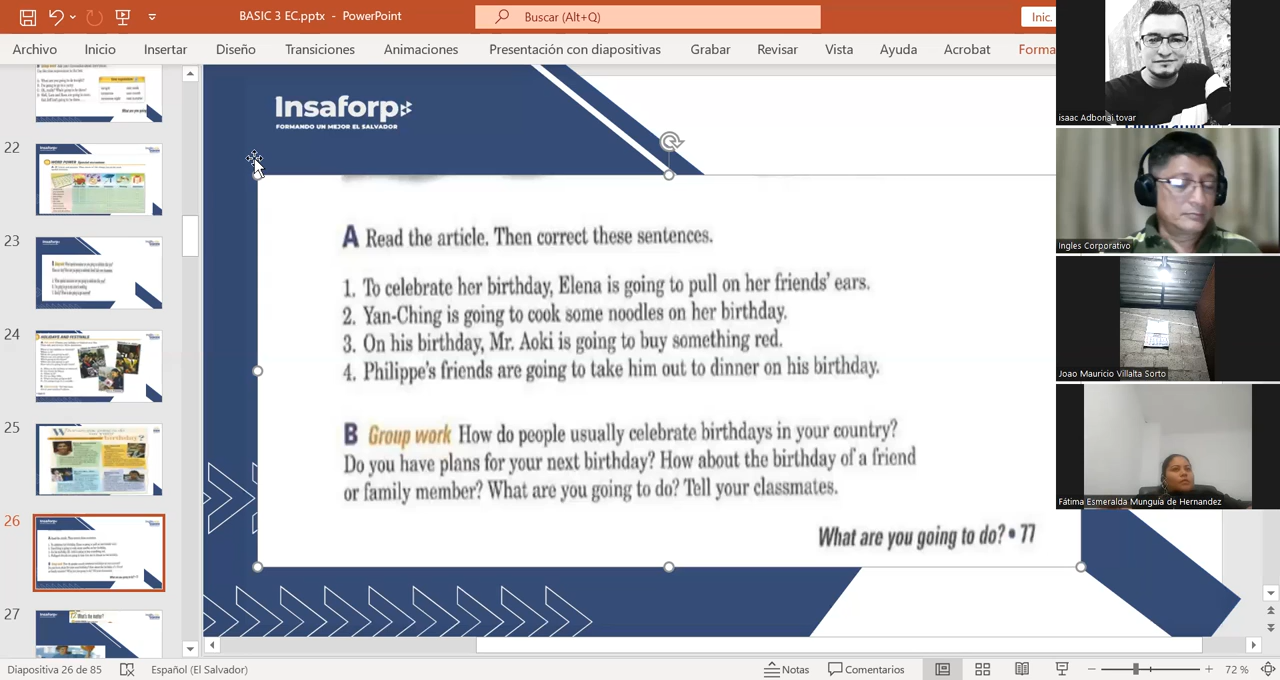 BASIC 3 EC.pptx - PowerPoint
Buscar (Alt+Q)
Inic.
Archivo Inicio Insertar Diseño Transiciones Animaciones Presentación con diapositivas Grabar Revisar Vista Ayuda Acrobat Forma
22
23
24
25
26
27
HOLIDAYS AND FESTIVALS
birthday?
What's the matter?
Insaforp
FORMANDO UN MEJOR EL SALVADOR
A Read the article. Then correct these sentences.
1. To celebrate her birthday, Elena is going to pull on her friends' ears.
2. Yan-Ching is going to cook some noodles on her birthday.
3. On his birthday, Mr. Aoki is going to buy something red.
4. Philippe's friends are going to take him out to dinner on his birthday.
B Group work How do people usually celebrate birthdays in your country?
Do you have plans for your next birthday? How about the birthday of a friend
or family member? What are you going to do? Tell your classmates.
What are you going to do? • 77
isaac Adbonai tovar
Ingles Corporativo
Joao Mauricio Villalta Sorto
Fátima Esmeralda Munguía de Hernandez
Diapositiva 26 de 85 Español (El Salvador) Notas Comentarios 72 %